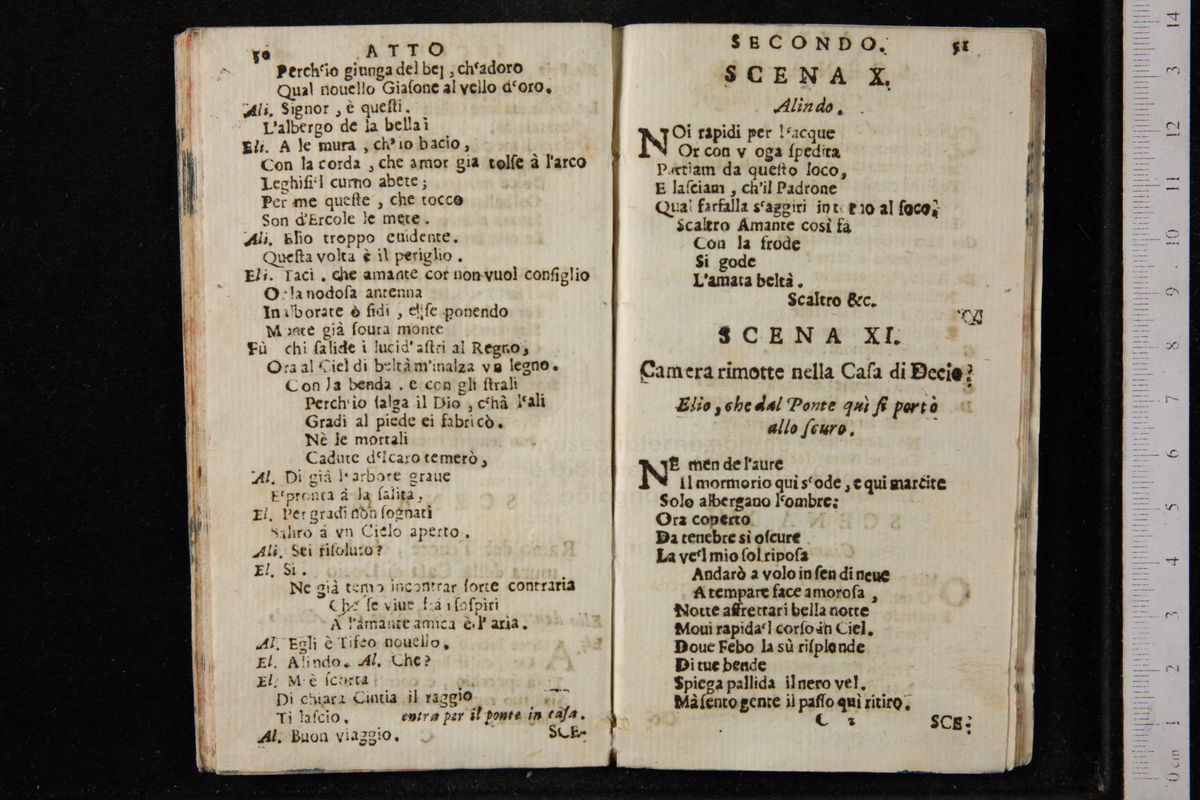 50 ATTO
Perch'io giunga del bel, ch'adoro
Qual nouello Giaſone al vello d'oro.
Ali. Signor, è queſti.
L'albergo de la bella ì
Eli. A le mura, ch'io bacio,
Con la corda, che amor gia tolſe à l'arco
Leghiſi'l curno abete;
Per me queſte, che tocco
Son d'Ercole le mete.
Ali. Elio troppo euidente.
Queſta volta è il periglio.
Eli. Taci. che amante cor non vuol conſiglio
Or la nodoſa antenna
Inalborate ò fidi, eſſe ponendo
Monte già ſoura monte
Fù chi ſalide i lucid'aſtri al Regno,
Ora al Ciel di beltà m'inalza vn legno.
Con la benda. e con gli ſtrali
Perch'io ſalga il Dio, c'hà l'ali
Gradi al piede ei fabricò.
Nè le mortali
Cadute d'Icaro temerò,
Al. Di già l'arbore graue
E' pronta á la ſalita,
El. Per gradi non ſognati
Saliro à vn Cielo aperto.
Ali. Sei riſoluto?
El. Si.
Ne già temo incontrar ſorte contraria
Che ſe viue frá i ſoſpiri
A l'amante amica è l'aria.
Al. Egli è Tifeo nouello.
El. Alindo. Al. Che?
El. M'è ſcorta
Di chiara Cintia il raggio
Ti laſcio. entra per il ponte in caſa.
Al. Buon viaggio. SCE-
SECONDO. 51
SCENA X.
Alindo.
NOi rapidi per l'acque
Or con v oga ſpedita
Partiam da queſto loco,
E laſciam, ch'il Padrone
Qual farfalla s'aggiri intorno al foco;
Scaltro Amante così fà
Con la frode
Si gode
L'amata beltà.
Scaltro &c.
SCENA XI.
Camera rimotte nella Caſa di Decio;
Elio, che dal Ponte quì ſi portò
allo ſcuro.
NE men de l'aure
Il mormorio qui s'ode, e qui marcite
Solo albergano l'ombre;
Ora coperto
Da tenebre si oſcure
La ve'l mio ſol ripoſa
Andarò a volo in ſen di neue
A tempare face amoroſa,
Notte affrettati bella notte
Moui rapida'l corſo in Ciel.
Doue Febo la sù riſplende
Di tue bende
Spiega pallida il nero vel.
Mà ſento gente il paſſo quì ritiro.
C 2 SCE-